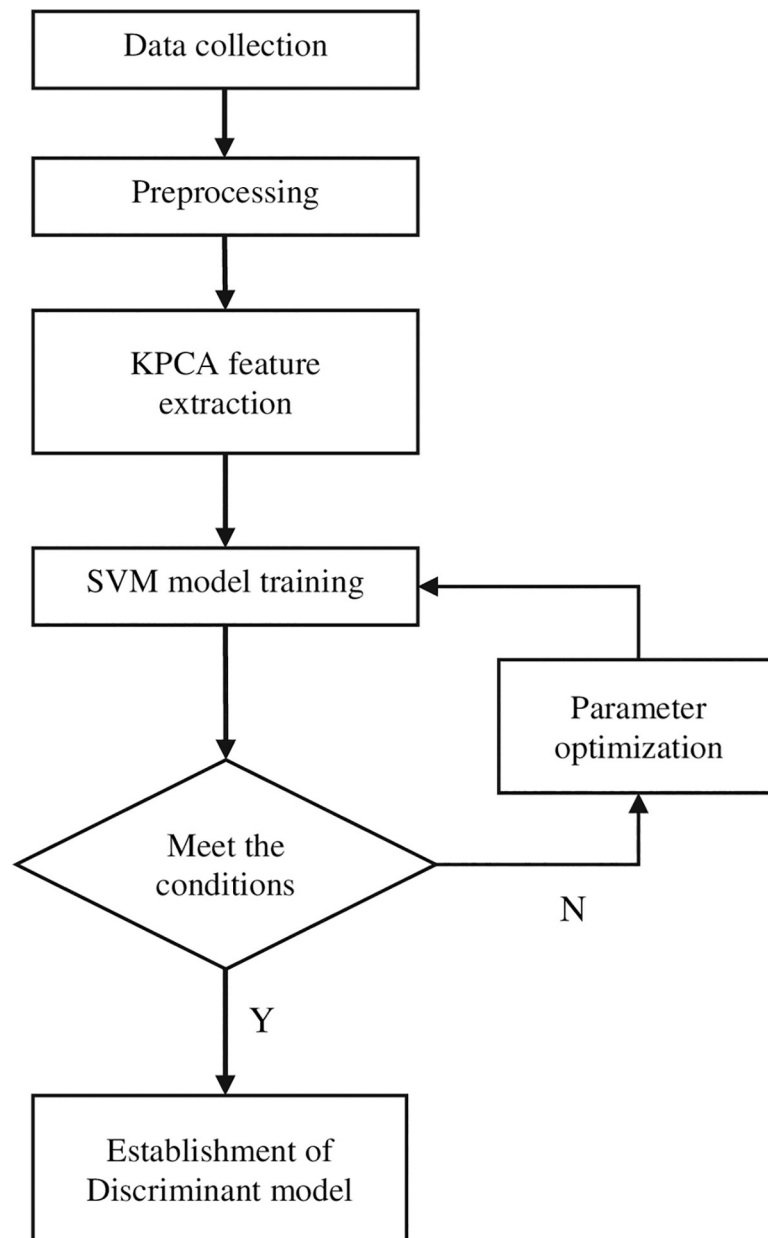 Data collection
Preprocessing
KPCA feature
extraction
SVM model training
Parameter
optimization
Meet the
conditions
N
Y
Establishment of
Discriminant model